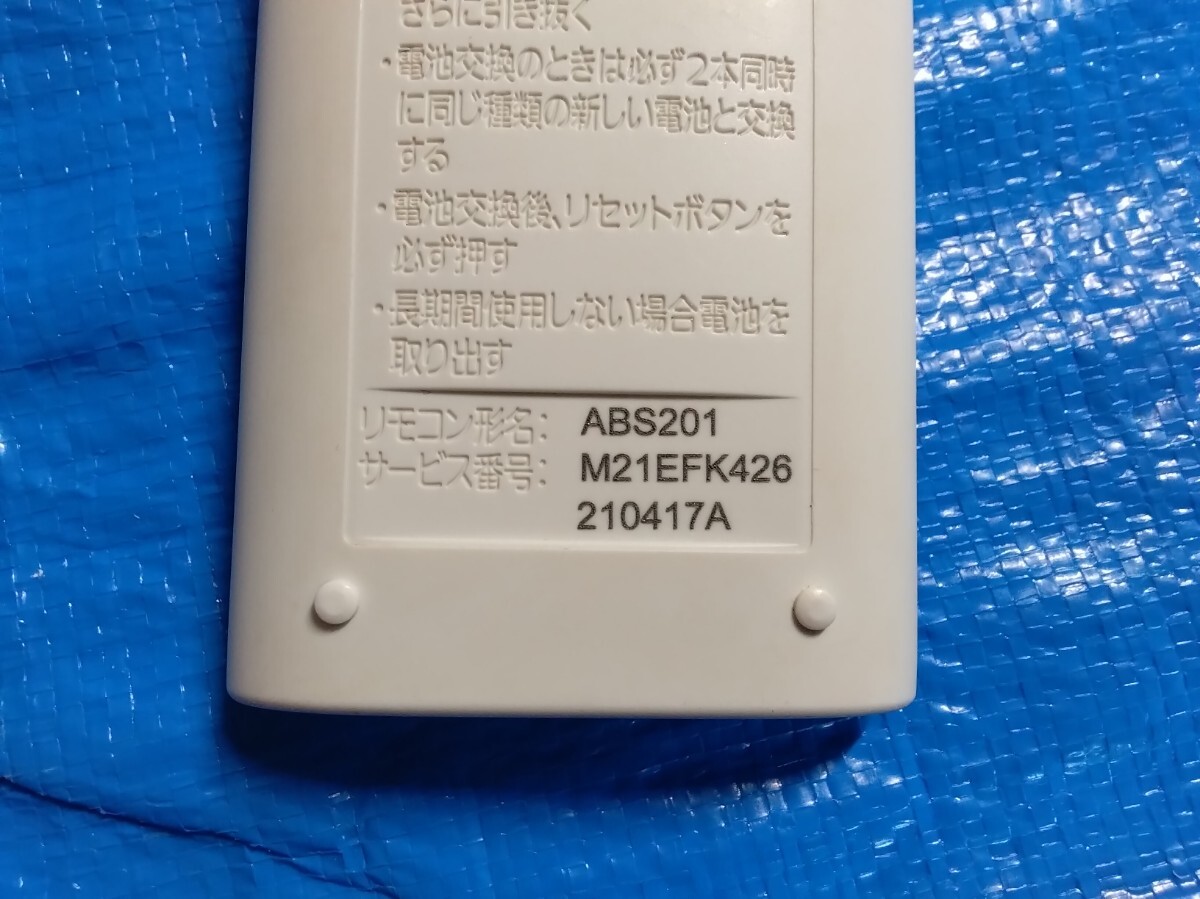 さらに引き抜く
・電池交換のときは必ず2本同時
に同じ種類の新しい電池と交換
する
・電池交換後、リセットボタンを
必ず押す
・長期間使用しない場合電池を
取り出す
リモコン形名： ABS201
サービス番号： M21EFK426
210417A